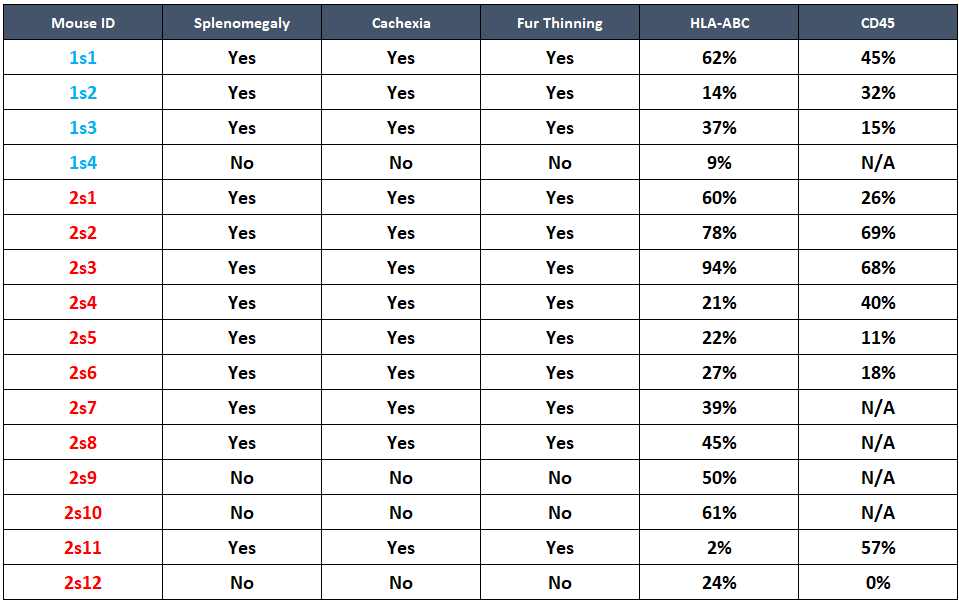 Mouse ID Splenomegaly Cachexia Fur Thinning HLA-ABC CD45
1s1 Yes Yes Yes 62% 45%
1s2 Yes Yes Yes 14% 32%
1s3 Yes Yes Yes 37% 15%
1s4 No No No 9% N/A
2s1 Yes Yes Yes 60% 26%
2s2 Yes Yes Yes 78% 69%
2s3 Yes Yes Yes 94% 68%
2s4 Yes Yes Yes 21% 40%
2s5 Yes Yes Yes 22% 11%
2s6 Yes Yes Yes 27% 18%
2s7 Yes Yes Yes 39% N/A
2s8 Yes Yes Yes 45% N/A
2s9 No No No 50% N/A
2s10 No No No 61% N/A
2s11 Yes Yes Yes 2% 57%
2s12 No No No 24% 0%